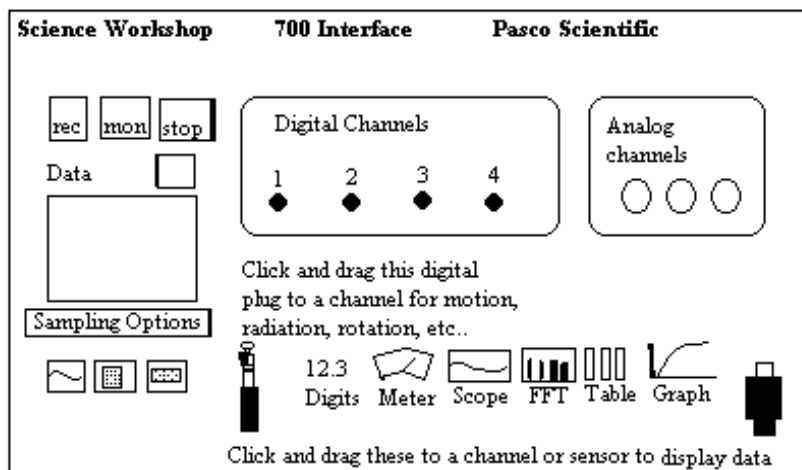 Science Workshop 700 Interface Pasco Scientific
rec mon stop
Data
Digital Channels
1 2 3 4
Analog
channels
Click and drag this digital
plug to a channel for motion,
radiation, rotation, etc..
Sampling Options
12.3
Digits Meter Scope FFT Table Graph
Click and drag these to a channel or sensor to display data